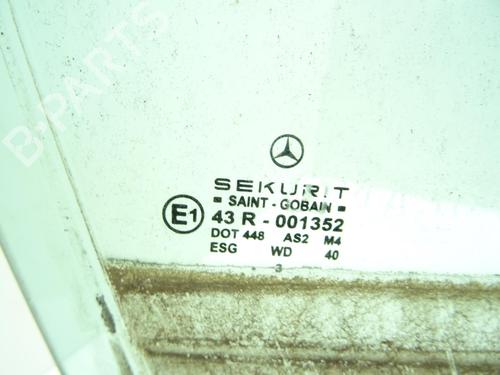 B-PARTS
SEKURIT
SAINT - GOBAIN
E1 43 R - 001352
DOT 448 AS2 M4
ESG WD 40
3